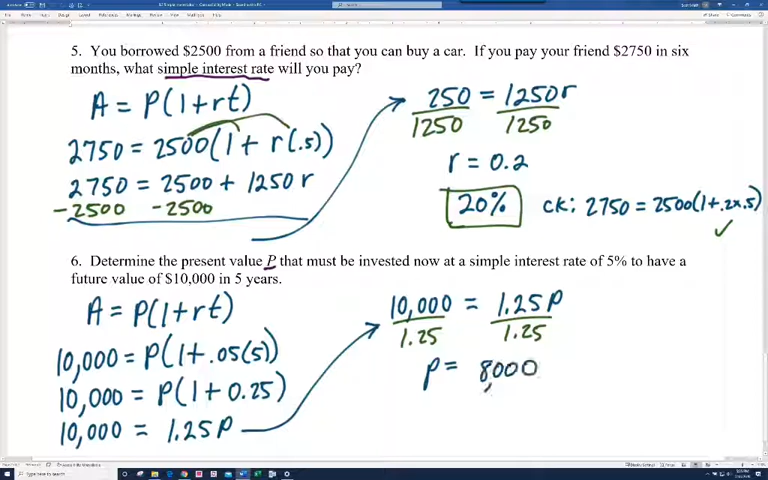 5. You borrowed $2500 from a friend so that you can buy a car. If you pay your friend $2750 in six
months, what simple interest rate will you pay?
A = P(1+rt)
2750 = 2500(1 + r(.5))
2750 = 2500 + 1250 r
-2500 -2500
250 = 1250r
1250 1250
r = 0.2
20% ck: 2750 = 2500(1+.2x.5) ✓
6. Determine the present value P that must be invested now at a simple interest rate of 5% to have a
future value of $10,000 in 5 years.
A = P(1+rt)
10,000 = P(1+.05(5))
10,000 = P(1+0.25)
10,000 = 1.25P
10,000 = 1.25P
1.25 1.25
P = 8,000